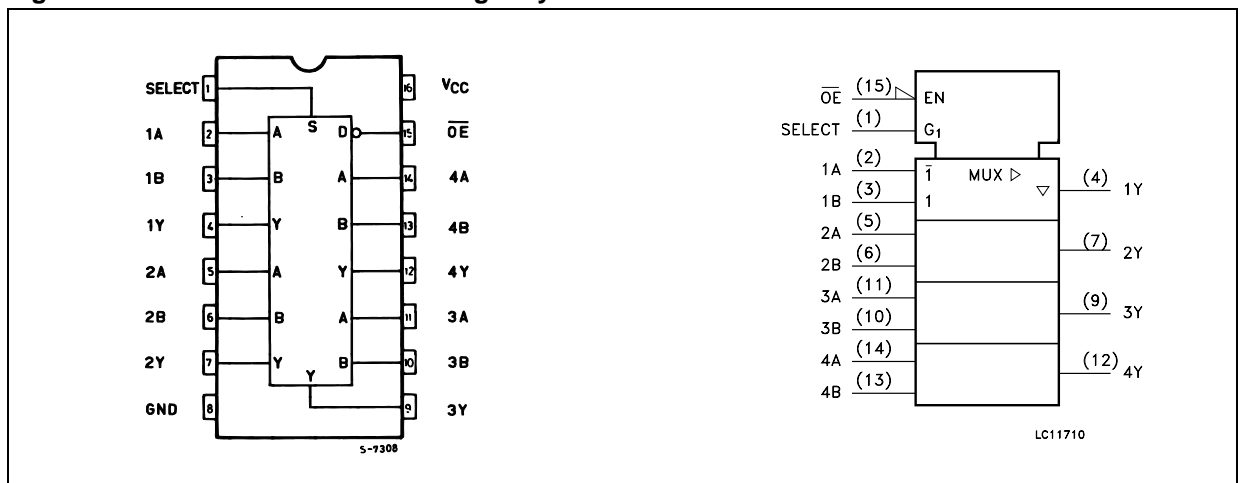 SELECT 1 S 16 VCC
1A 2 A D 15 OE
1B 3 B A 14 4A
1Y 4 Y B 13 4B
2A 5 A Y 12 4Y
2B 6 B A 11 3A
2Y 7 Y Y B 10 3B
GND 8 9 3Y
S-7308
OE (15) EN
SELECT (1) G1
1A (2) 1 MUX
1B (3) 1
(4) 1Y
2A (5)
2B (6)
(7) 2Y
3A (11)
3B (10)
(9) 3Y
4A (14)
4B (13)
(12) 4Y
LC11710